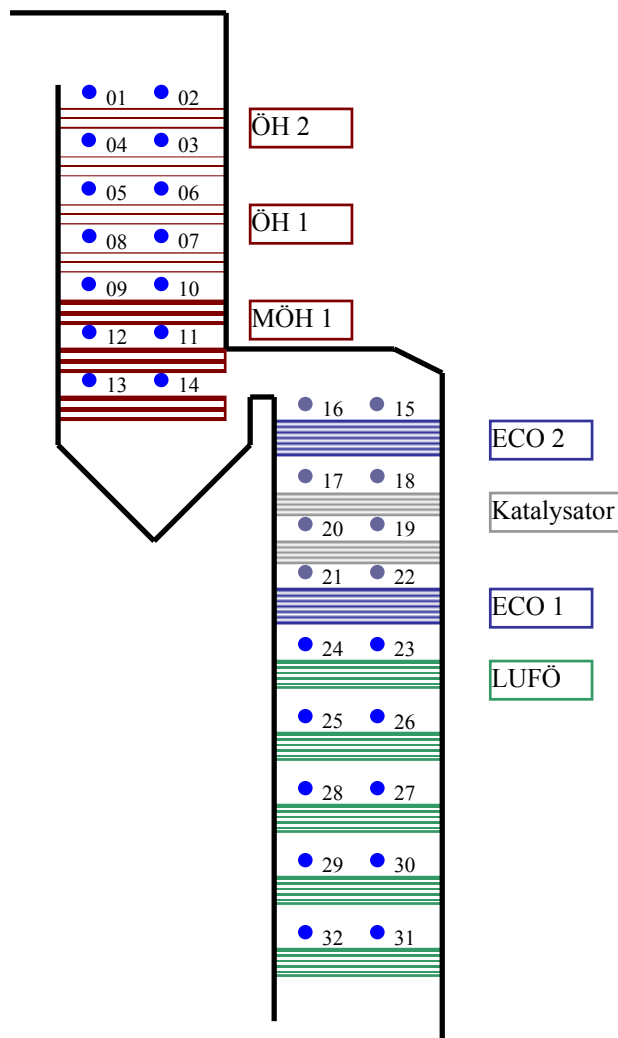 01 02
ÖH 2
04 03
05 06
ÖH 1
08 07
09 10
MÖH 1
12 11
13 14
16 15
ECO 2
17 18
Katalysator
20 19
21 22
ECO 1
24 23
LUFÖ
25 26
28 27
29 30
32 31